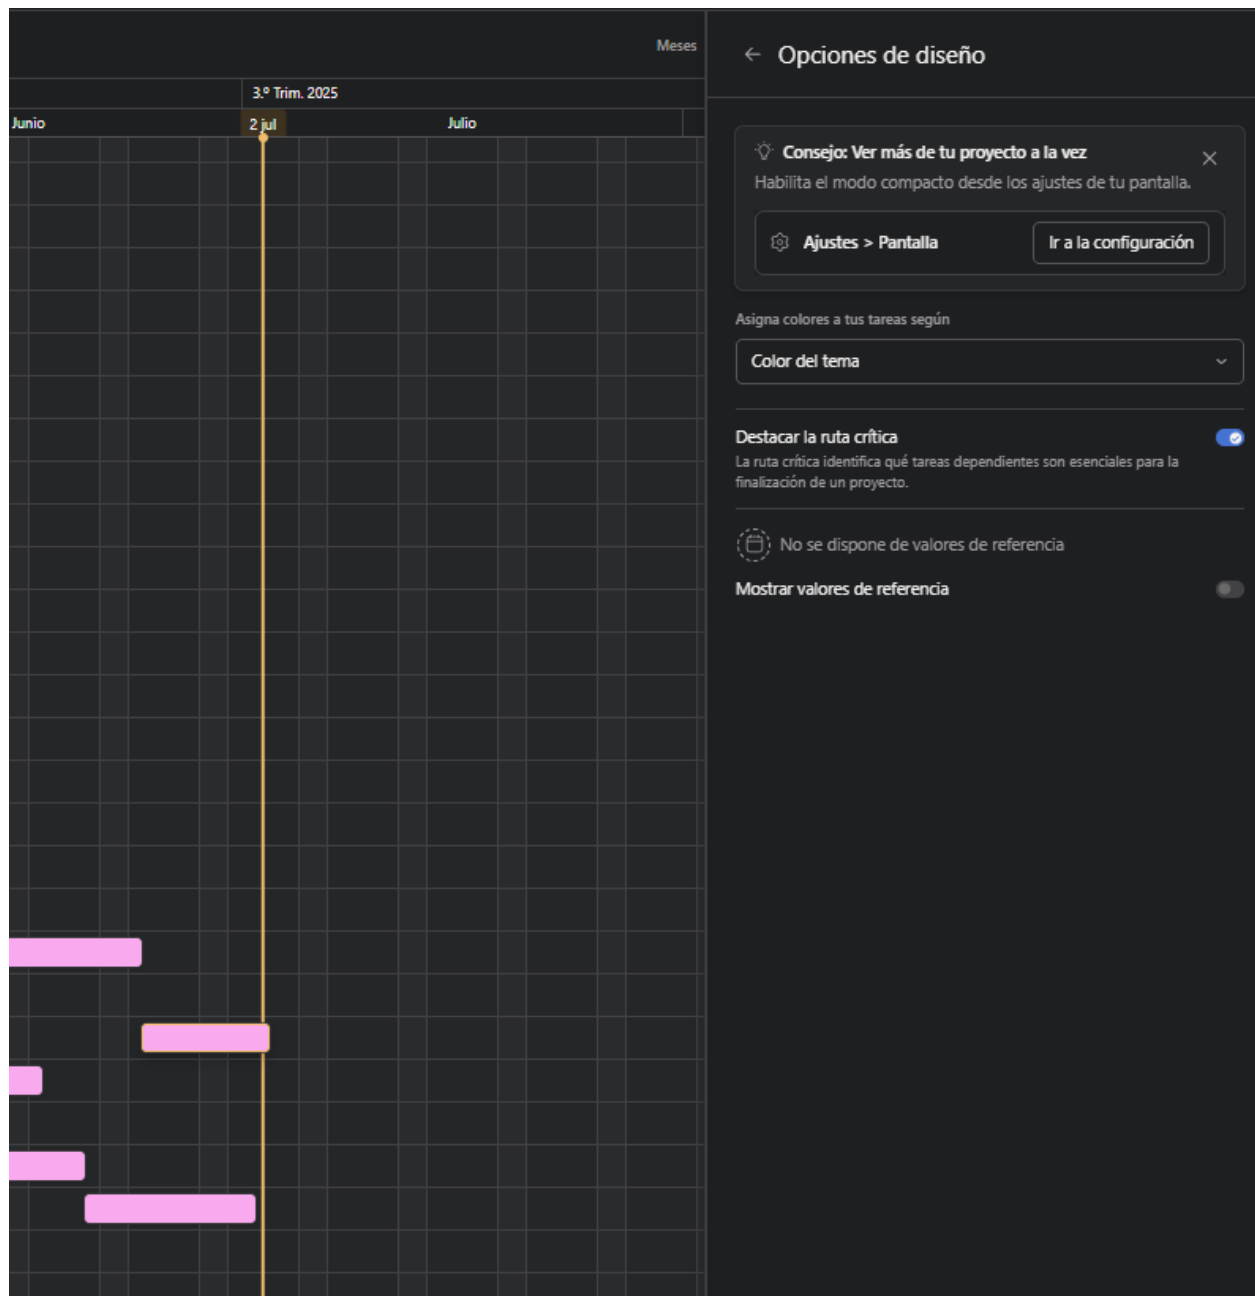 Meses
3.º Trim. 2025
Junio
2 jul
Julio
Opciones de diseño
Consejo: Ver más de tu proyecto a la vez
Habilita el modo compacto desde los ajustes de tu pantalla.
Ajustes > Pantalla
Ir a la configuración
Asigna colores a tus tareas según
Color del tema
Destacar la ruta crítica
La ruta crítica identifica qué tareas dependientes son esenciales para la
finalización de un proyecto.
No se dispone de valores de referencia
Mostrar valores de referencia